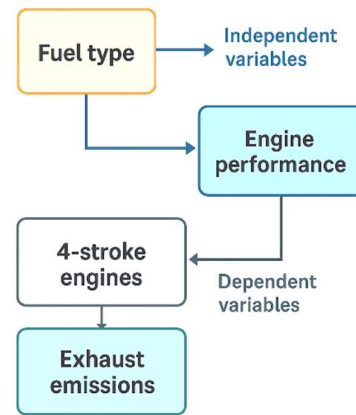 Fuel type
Independent
variables
Engine
performance
4-stroke
engines
Dependent
variables
Exhaust
emissions